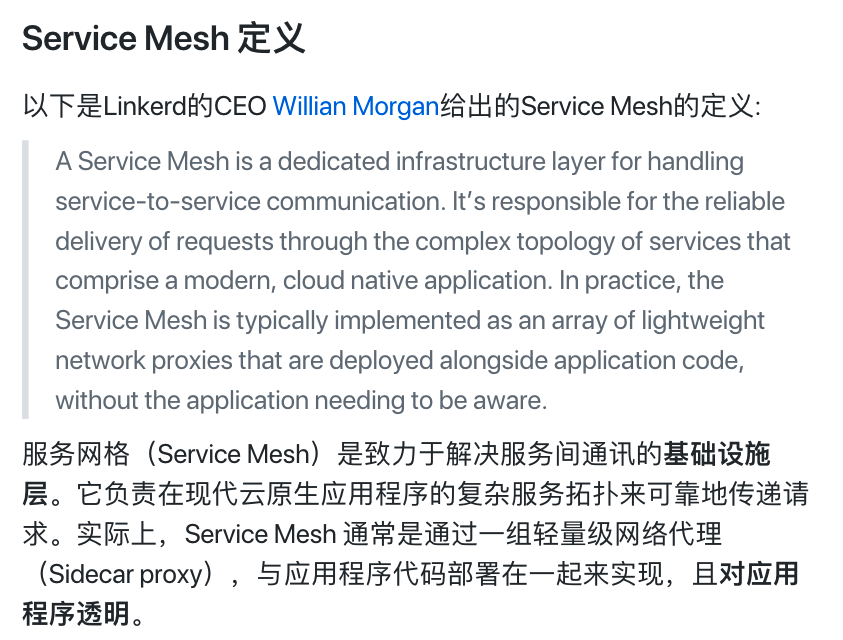 Service Mesh 定义
以下是Linkerd的CEO Willian Morgan给出的Service Mesh的定义:
A Service Mesh is a dedicated infrastructure layer for handling
service-to-service communication. It’s responsible for the reliable
delivery of requests through the complex topology of services that
comprise a modern, cloud native application. In practice, the
Service Mesh is typically implemented as an array of lightweight
network proxies that are deployed alongside application code,
without the application needing to be aware.
服务网格（Service Mesh）是致力于解决服务间通讯的基础设施
层。它负责在现代云原生应用程序的复杂服务拓扑来可靠地传递请
求。实际上，Service Mesh 通常是通过一组轻量级网络代理
（Sidecar proxy），与应用程序代码部署在一起来实现，且对应用
程序透明。